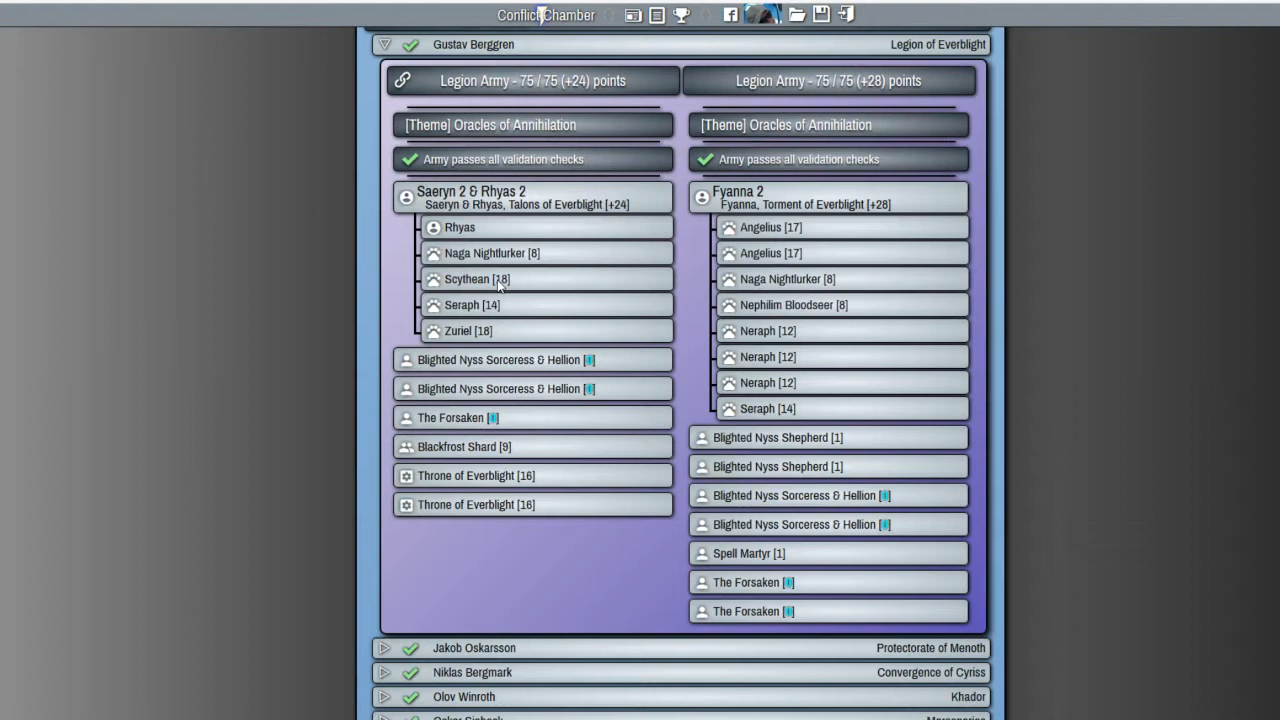 Conflict Chamber
Gustav Berggren
Legion of Everblight
Legion Army - 75 / 75 (+24) points
[Theme] Oracles of Annihilation
Army passes all validation checks
Saeryn 2 & Rhyas 2
Saeryn & Rhyas, Talons of Everblight [+24]
Rhyas
Naga Nightlurker [8]
Scythean [18]
Seraph [14]
Zuriel [18]
Blighted Nyss Sorceress & Hellion
Blighted Nyss Sorceress & Hellion
The Forsaken
Blackfrost Shard [9]
Throne of Everblight [16]
Throne of Everblight [16]
Legion Army - 75 / 75 (+28) points
[Theme] Oracles of Annihilation
Army passes all validation checks
Fyanna 2
Fyanna, Torment of Everblight [+28]
Angelius [17]
Angelius [17]
Naga Nightlurker [8]
Nephilim Bloodseer [8]
Neraph [12]
Neraph [12]
Neraph [12]
Seraph [14]
Blighted Nyss Shepherd [1]
Blighted Nyss Shepherd [1]
Blighted Nyss Sorceress & Hellion
Blighted Nyss Sorceress & Hellion
Spell Martyr [1]
The Forsaken
The Forsaken
Jakob Oskarsson
Protectorate of Menoth
Niklas Bergmark
Convergence of Cyriss
Olov Winroth
Khador